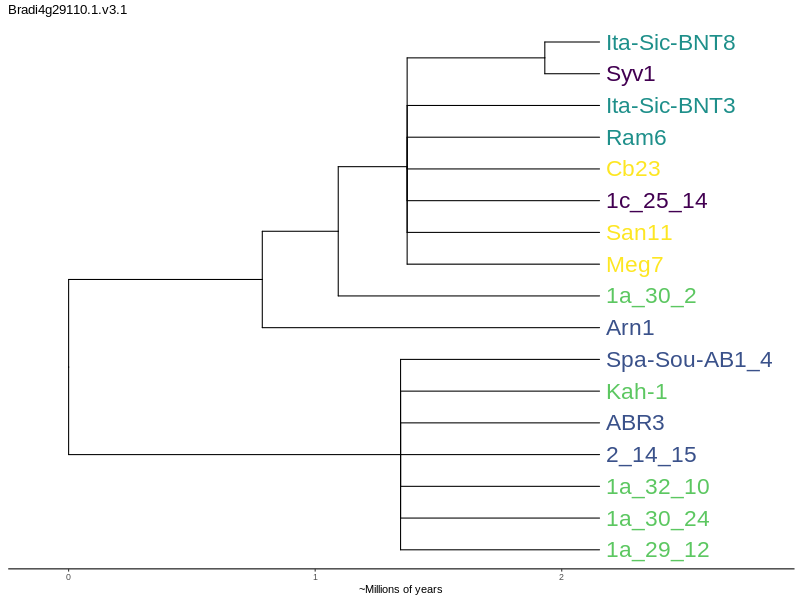 Bradi4g29110.1.v3.1
Ita-Sic-BNT8
Syv1
Ita-Sic-BNT3
Ram6
Cb23
1c_25_14
San11
Meg7
1a_30_2
Arn1
Spa-Sou-AB1_4
Kah-1
ABR3
2_14_15
1a_32_10
1a_30_24
1a_29_12
0 1 2
~Millions of years